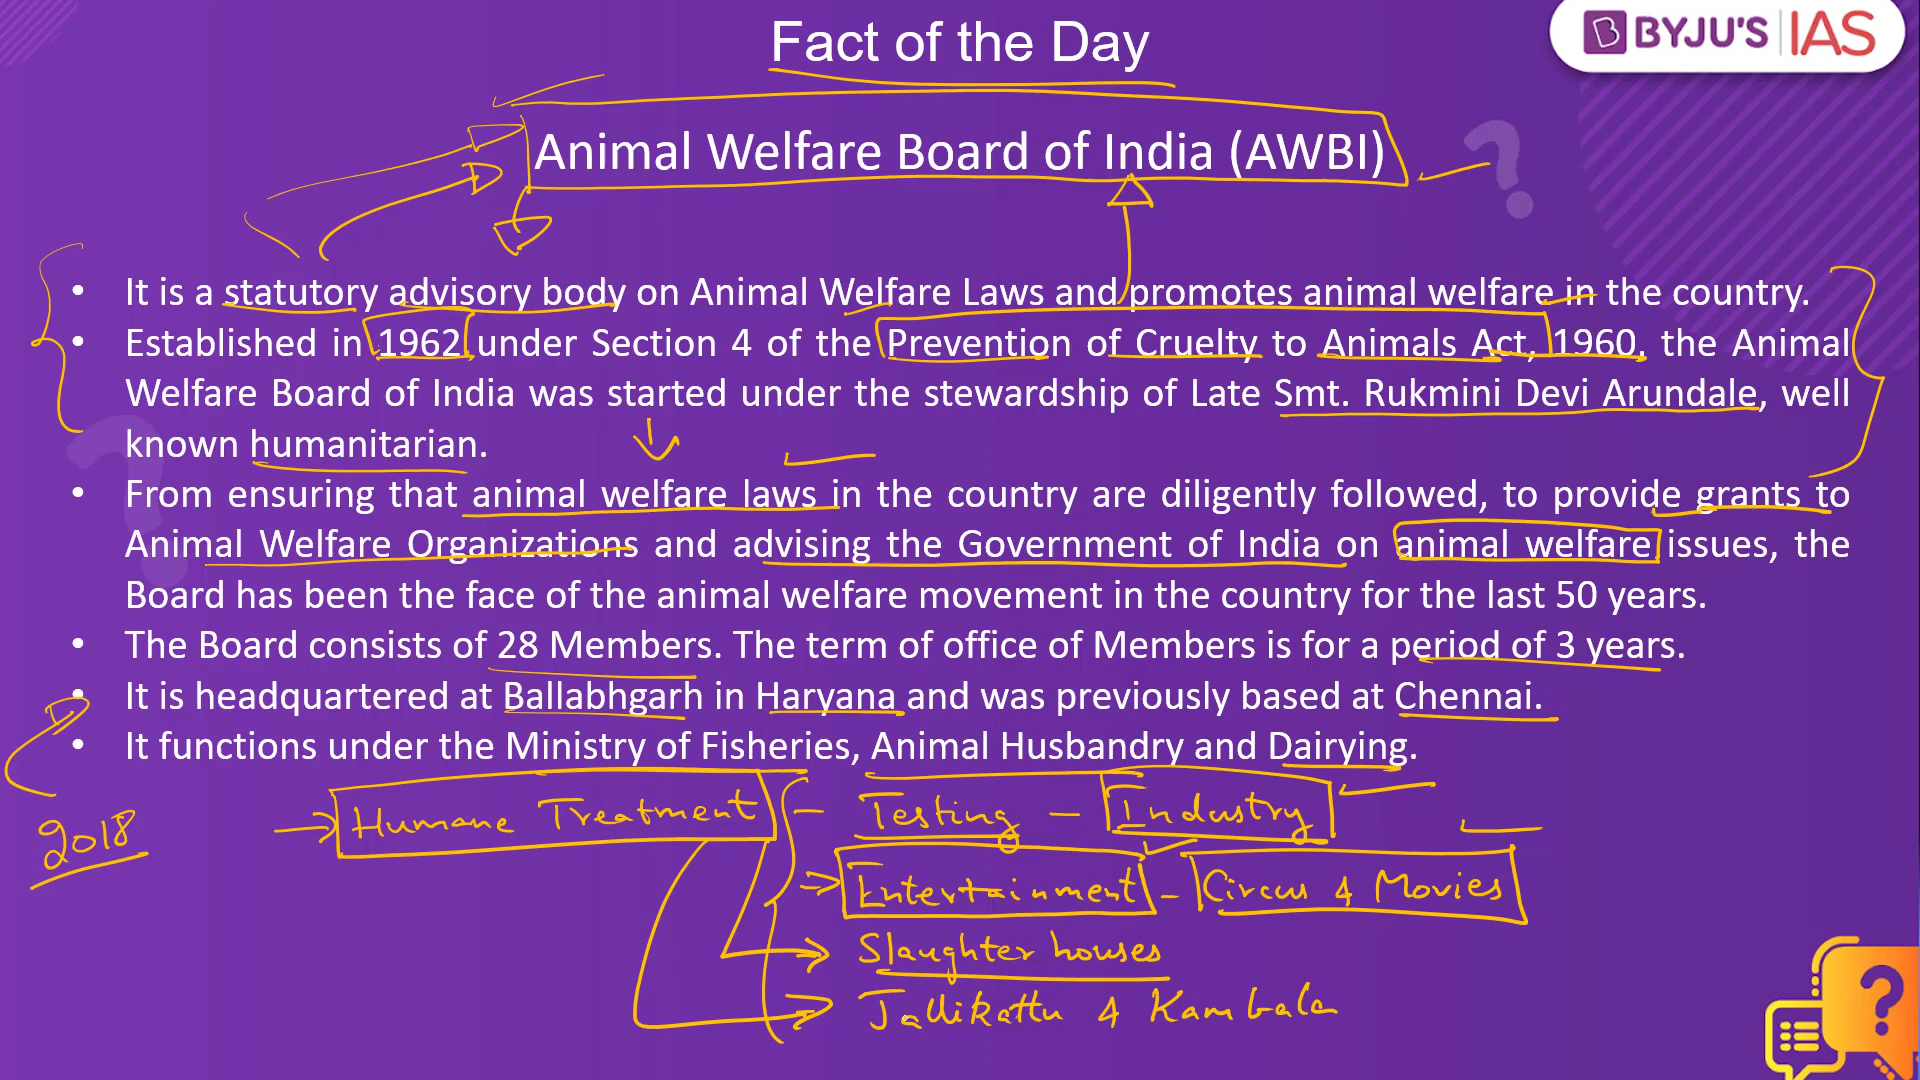 Fact of the Day
BYJU'S IAS
Animal Welfare Board of India (AWBI)
• It is a statutory advisory body on Animal Welfare Laws and promotes animal welfare in the country.
• Established in 1962, under Section 4 of the Prevention of Cruelty to Animals Act, 1960, the Animal
Welfare Board of India was started under the stewardship of Late Smt. Rukmini Devi Arundale, well
known humanitarian.
• From ensuring that animal welfare laws in the country are diligently followed, to provide grants to
Animal Welfare Organizations and advising the Government of India on animal welfare issues, the
Board has been the face of the animal welfare movement in the country for the last 50 years.
• The Board consists of 28 Members. The term of office of Members is for a period of 3 years.
• It is headquartered at Ballabhgarh in Haryana and was previously based at Chennai.
• It functions under the Ministry of Fisheries, Animal Husbandry and Dairying.
2018
Humane Treatment - Testing - Industry
Entertainment - Circus & Movies
Slaughter houses
Jallikattu & Kambala